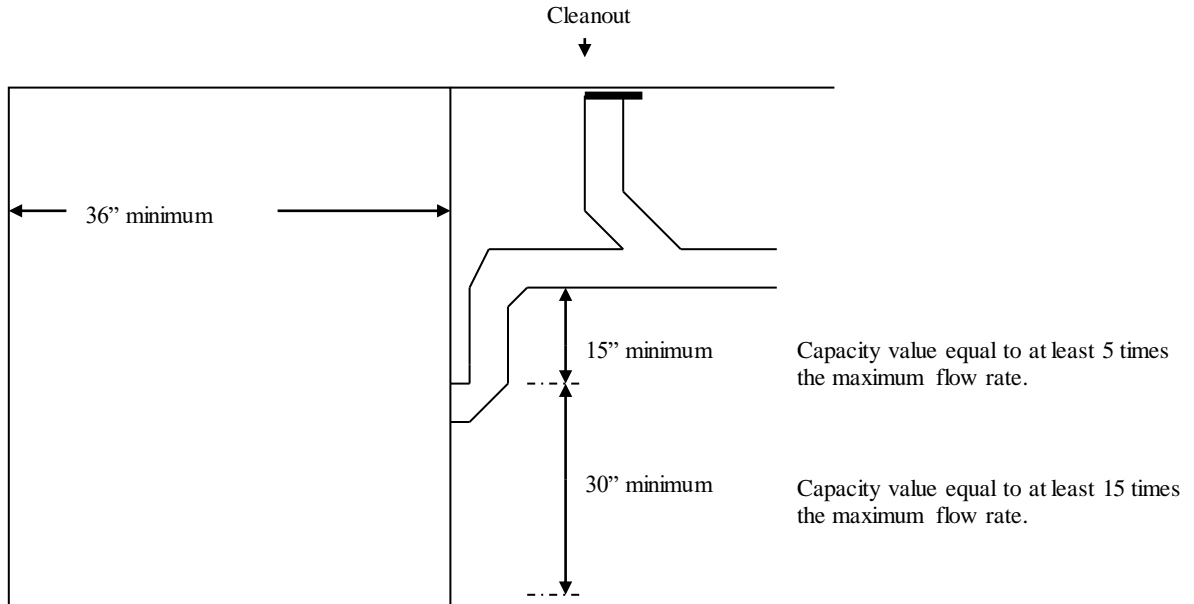 Cleanout
36” minimum
15” minimum
Capacity value equal to at least 5 times
the maximum flow rate.
30” minimum
Capacity value equal to at least 15 times
the maximum flow rate.